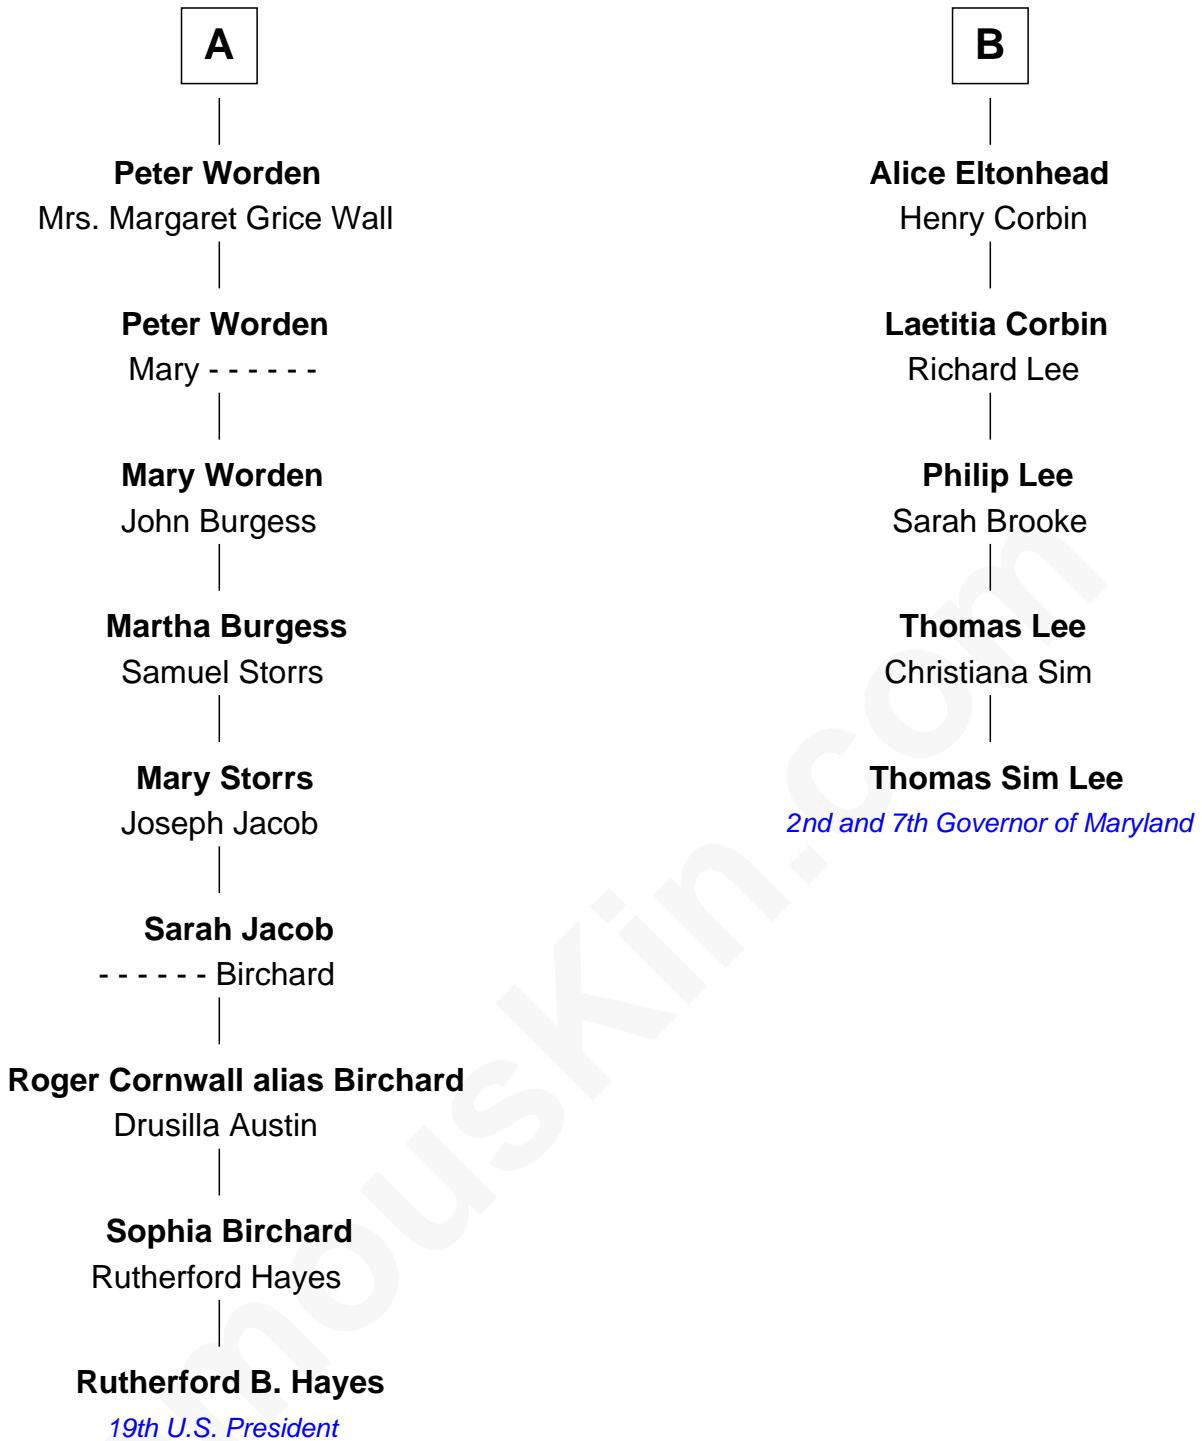 A
Peter Worden
Mrs. Margaret Grice Wall
Peter Worden
Mary - - - - - -
Mary Worden
John Burgess
Martha Burgess
Samuel Storrs
Mary Storrs
Joseph Jacob
Sarah Jacob
- - - - - - Birchard
Roger Cornwall alias Birchard
Drusilla Austin
Sophia Birchard
Rutherford Hayes
Rutherford B. Hayes
19th U.S. President
B
Alice Eltonhead
Henry Corbin
Laetitia Corbin
Richard Lee
Philip Lee
Sarah Brooke
Thomas Lee
Christiana Sim
Thomas Sim Lee
2nd and 7th Governor of Maryland
mousKin.com